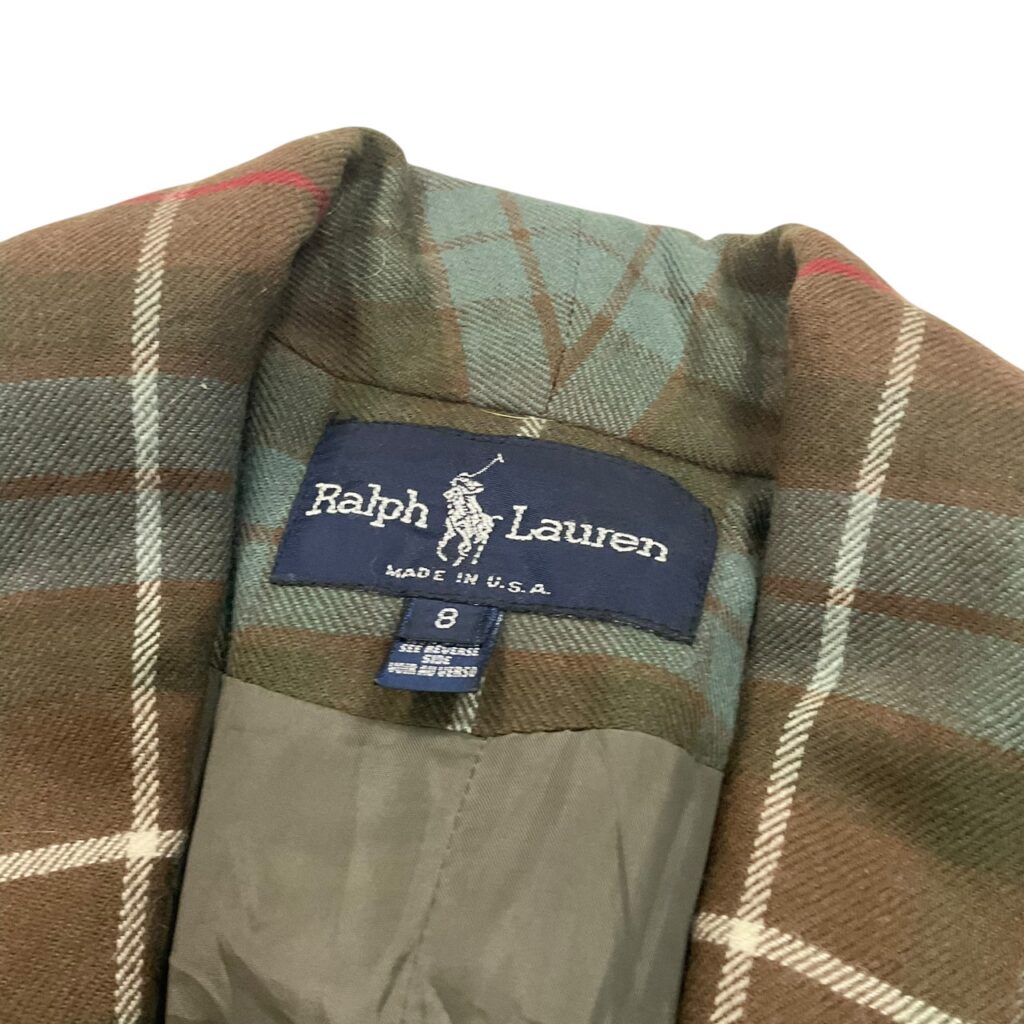 Ralph Lauren
MADE IN U.S.A.
8
SEE REVERSE
SIDE
VOIR AU VERSO